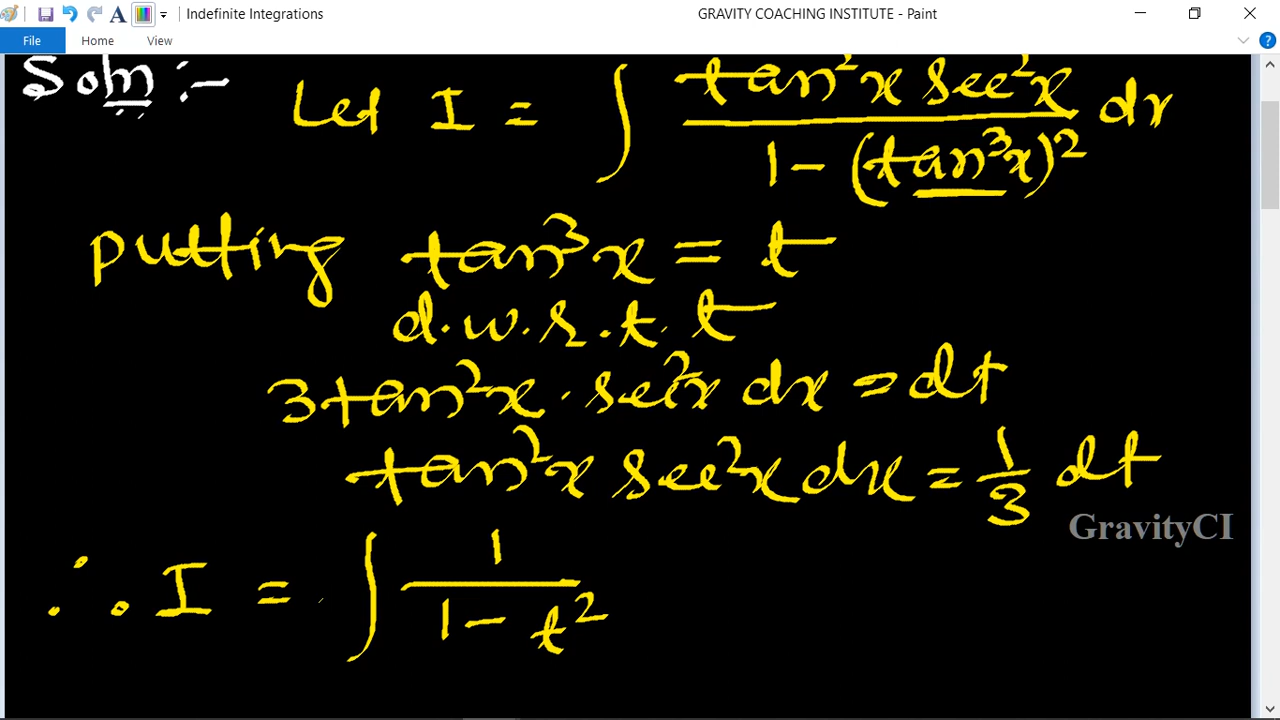 Indefinite Integrations
GRAVITY COACHING INSTITUTE - Paint
File Home View
Soln :-
Let I = ∫ tan²x sec²x / 1 - (tan³x)² dx
putting tan³x = t
d.w.r.t. t
3tan²x . sec²x dx = dt
tan²x sec²x dx = 1/3 dt
GravityCI
∴ I = ∫ 1 / 1 - t²